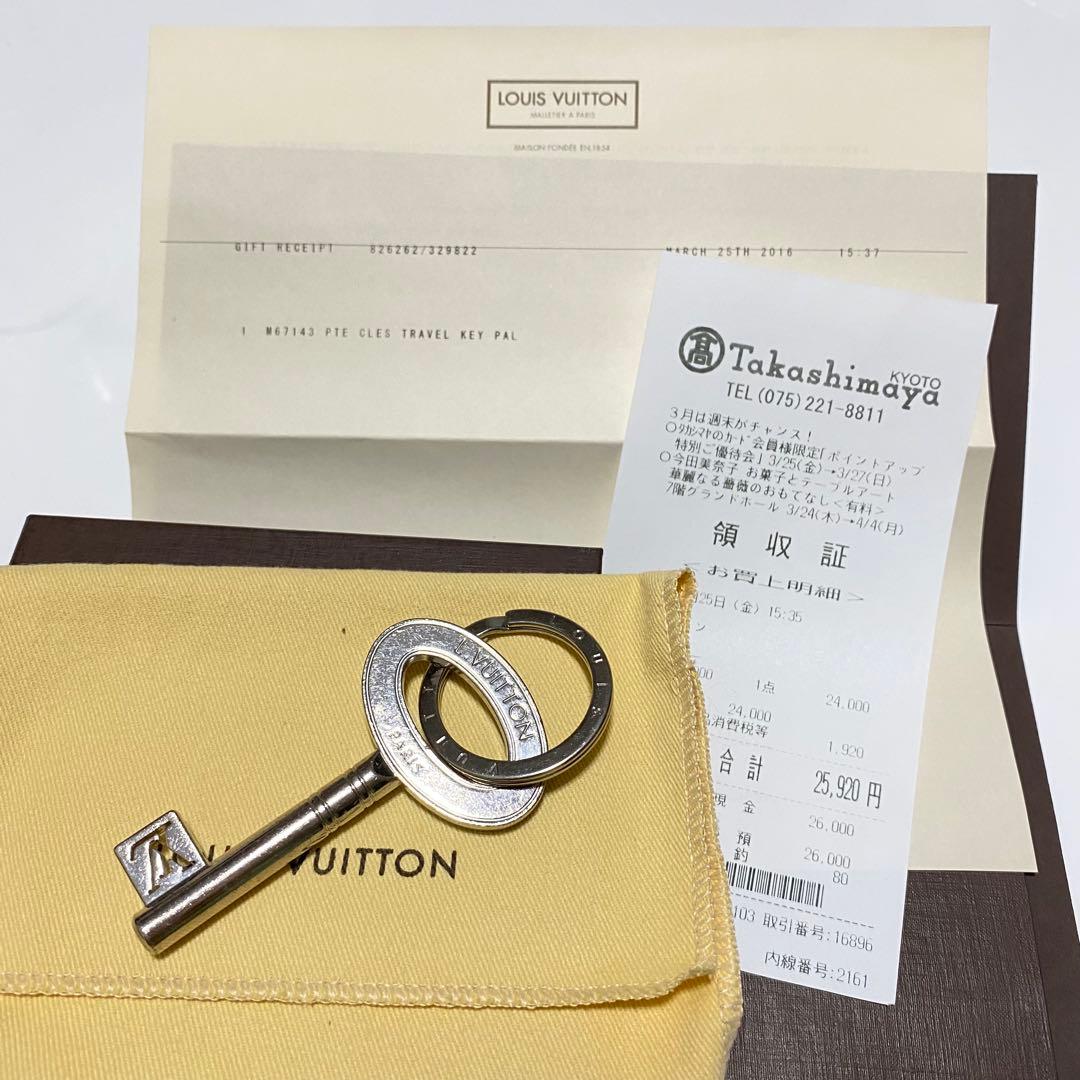 LOUIS VUITTON
MALLETIER A PARIS
MAISON FONDÉE EN 1854
GIFT RECEIPT 826262/329822 MARCH 25TH 2016 15:37
1 M67143 PTE CLES TRAVEL KEY PAL
髙 Takashimaya
KYOTO
TEL(075)221-8811
3月は週末がチャンス!
○タカシマヤのカード会員様限定「ポイントアップ
特別ご優待会」3/25(金)→3/27(日)
○今田美奈子 お菓子とテーブルアート
華麗なる薔薇のおもてなし<有料>
7階グランドホール 3/24(木)→4/4(月)
領収証
<お買上明細>
25日(金) 15:35
ン
000 1点 24,000
24,000
消費税等 1,920
合計 25,920円
現金 26,000
預 26,000
釣 80
103 取引番号:16896
内線番号:2161
L VUITTON
PARIS
LOUIS
VUITT
UIS VUITTON